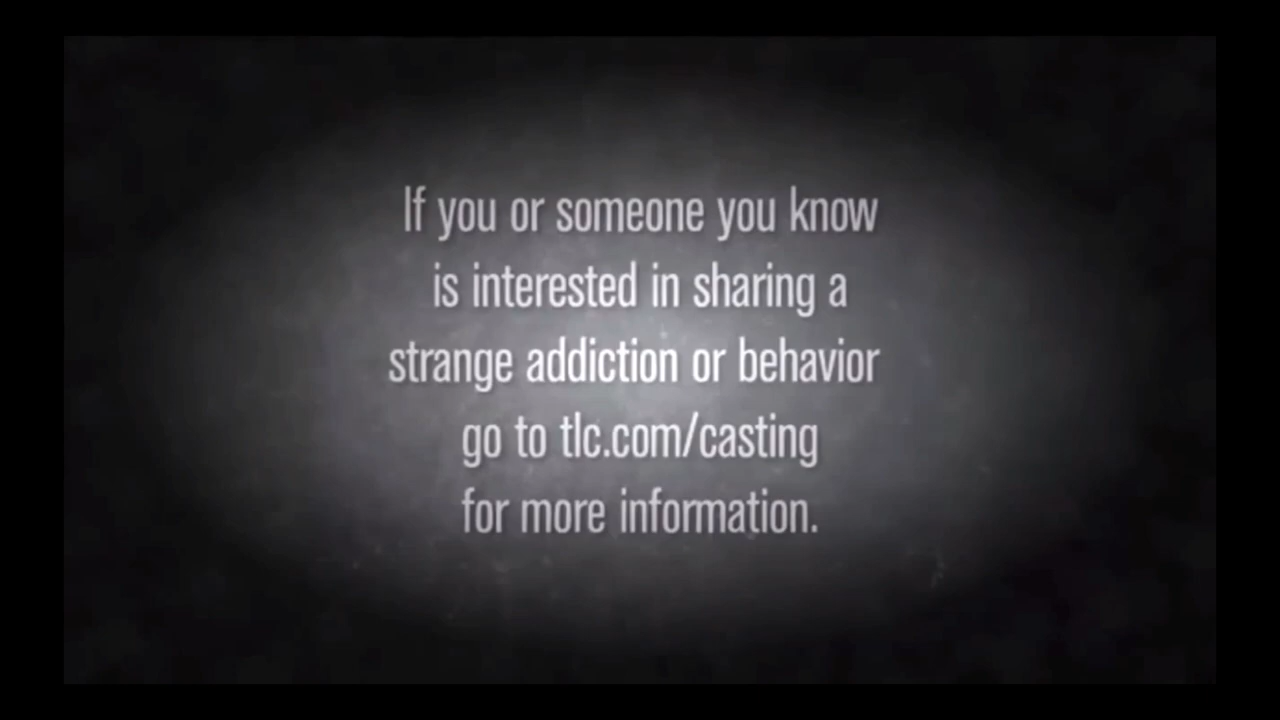 If you or someone you know
is interested in sharing a
strange addiction or behavior
go to tlc.com/casting
for more information.